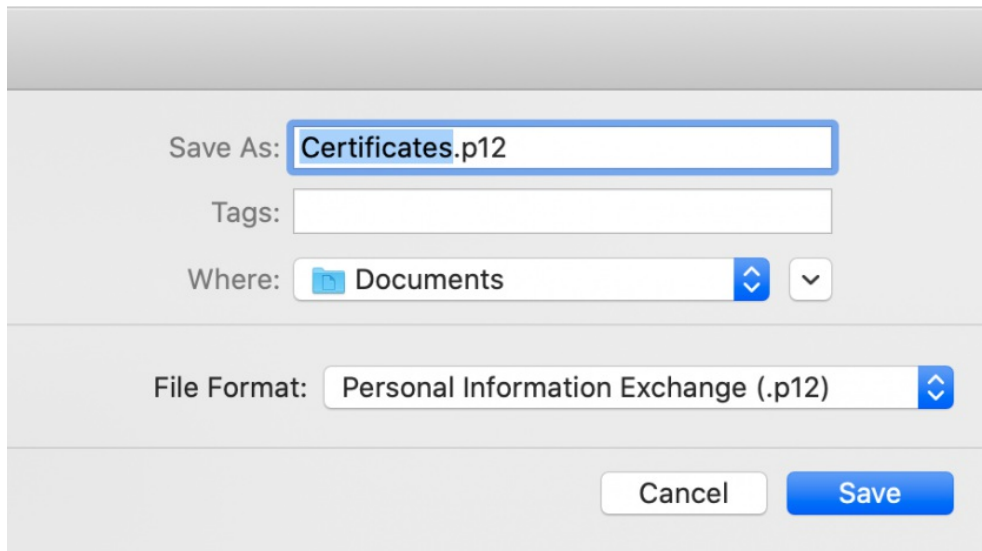 Save As: Certificates.p12
Tags:
Where: Documents
File Format: Personal Information Exchange (.p12)
Cancel Save